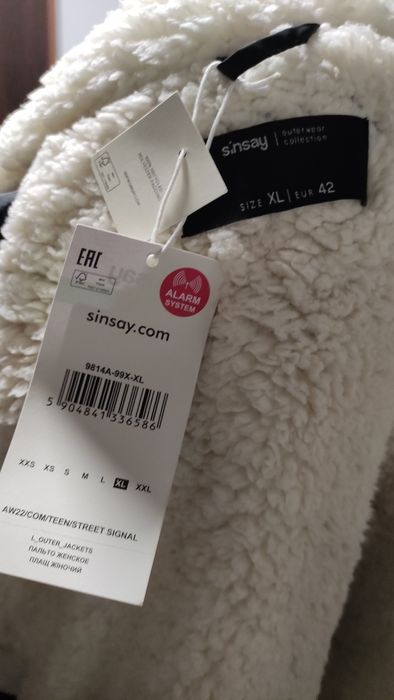 sinsay | outerwear
collection
SIZE XL | EUR 42
EAC
FSC
sinsay.com
ALARM
SYSTEM
9814A-99X-XL
5 904841 336586
XXS XS S M L XL XXL
AW22/COM/TEEN/STREET SIGNAL
L_OUTER_JACKETS
ПАЛЬТО ЖЕНСКОЕ
ПЛАЩ ЖІНОЧИЙ